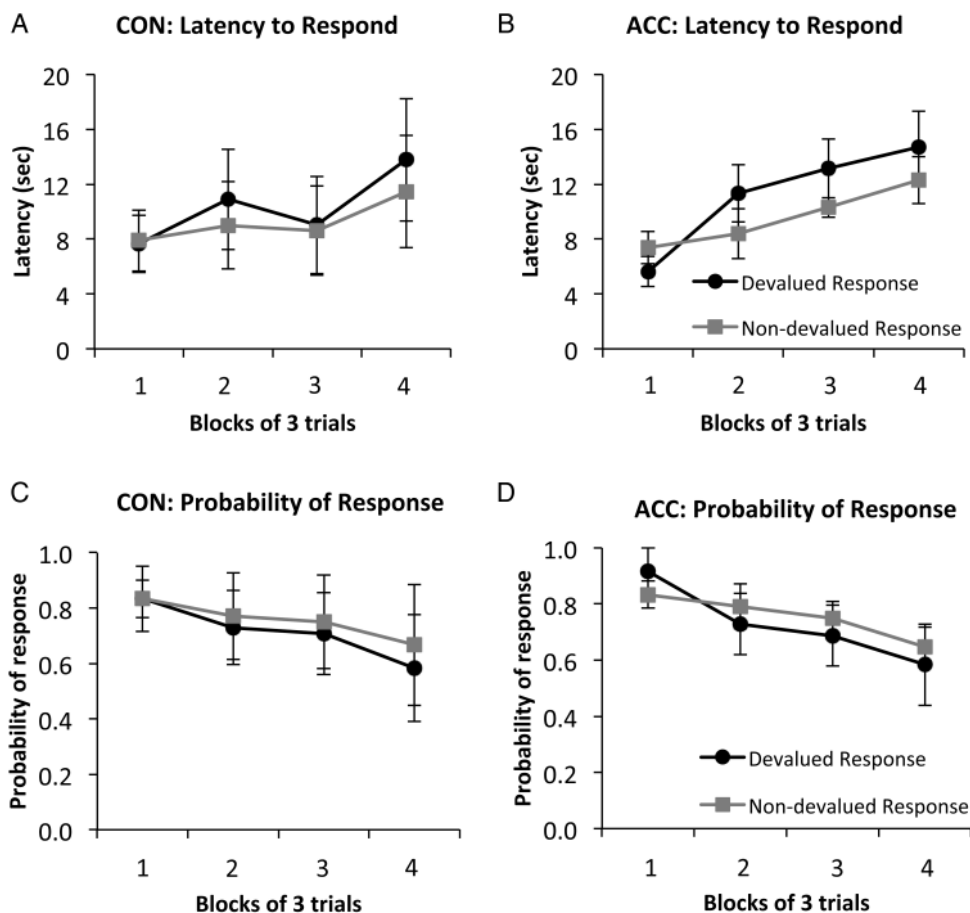 A
CON: Latency to Respond
Latency (sec)
20
16
12
8
4
0
1 2 3 4
Blocks of 3 trials
B
ACC: Latency to Respond
Latency (sec)
20
16
12
8
4
0
Devalued Response
Non-devalued Response
1 2 3 4
Blocks of 3 trials
C
CON: Probability of Response
Probability of response
1.0
0.8
0.6
0.4
0.2
0.0
1 2 3 4
Blocks of 3 trials
D
ACC: Probability of Response
Probability of response
1.0
0.8
0.6
0.4
0.2
0.0
Devalued Response
Non-devalued Response
1 2 3 4
Blocks of 3 trials